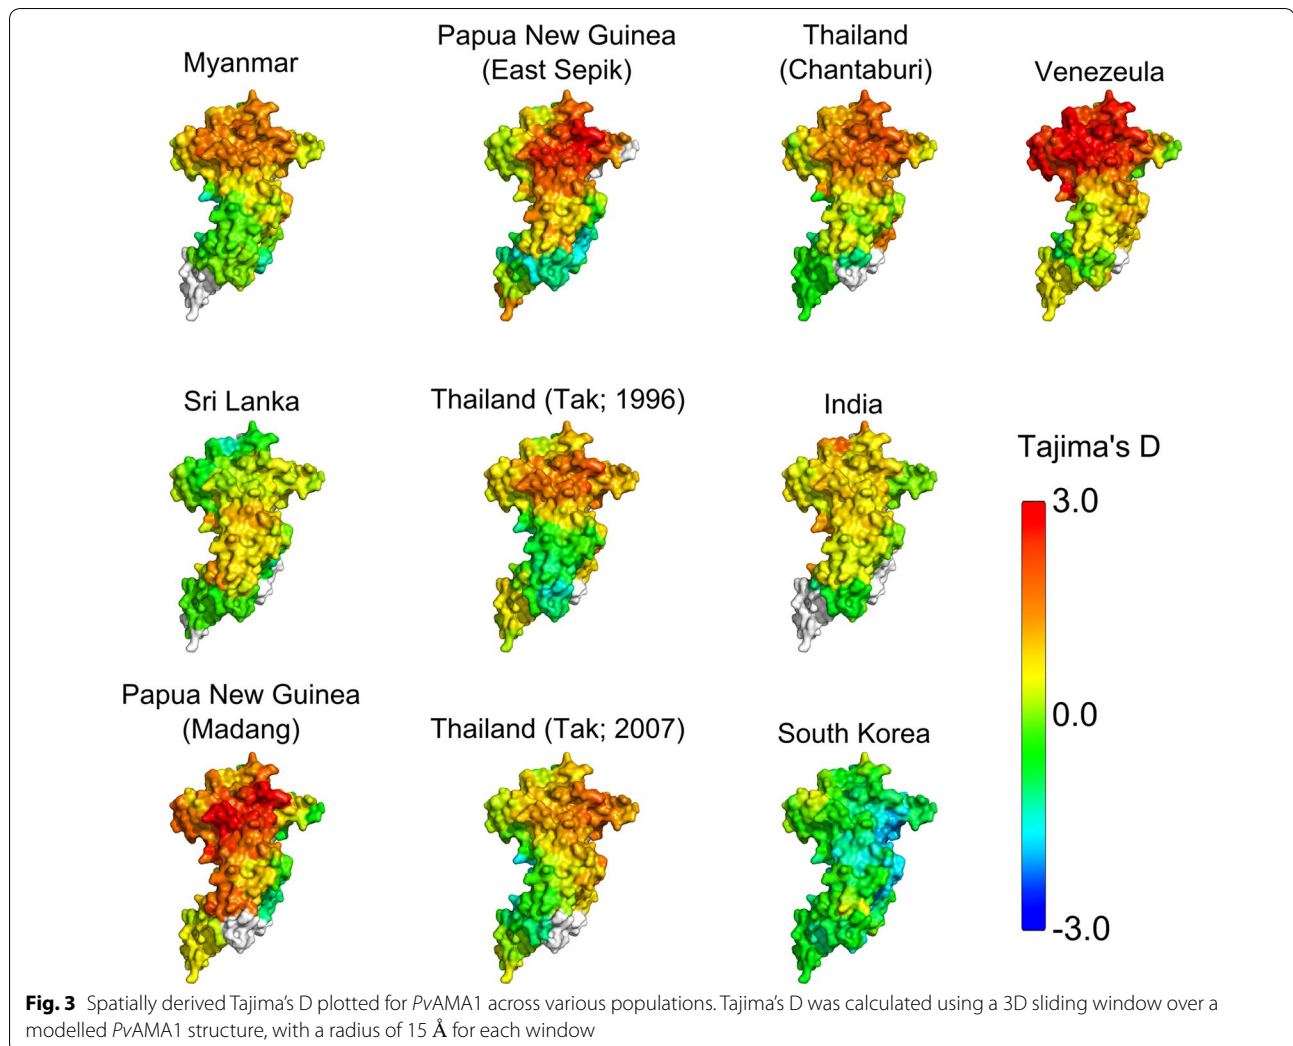 Myanmar
Papua New Guinea
(East Sepik)
Thailand
(Chantaburi)
Venezeula
Sri Lanka
Thailand (Tak; 1996)
India
Tajima's D
3.0
0.0
-3.0
Papua New Guinea
(Madang)
Thailand (Tak; 2007)
South Korea
Fig. 3 Spatially derived Tajima’s D plotted for PvAMA1 across various populations. Tajima’s D was calculated using a 3D sliding window over a
modelled PvAMA1 structure, with a radius of 15 Å for each window